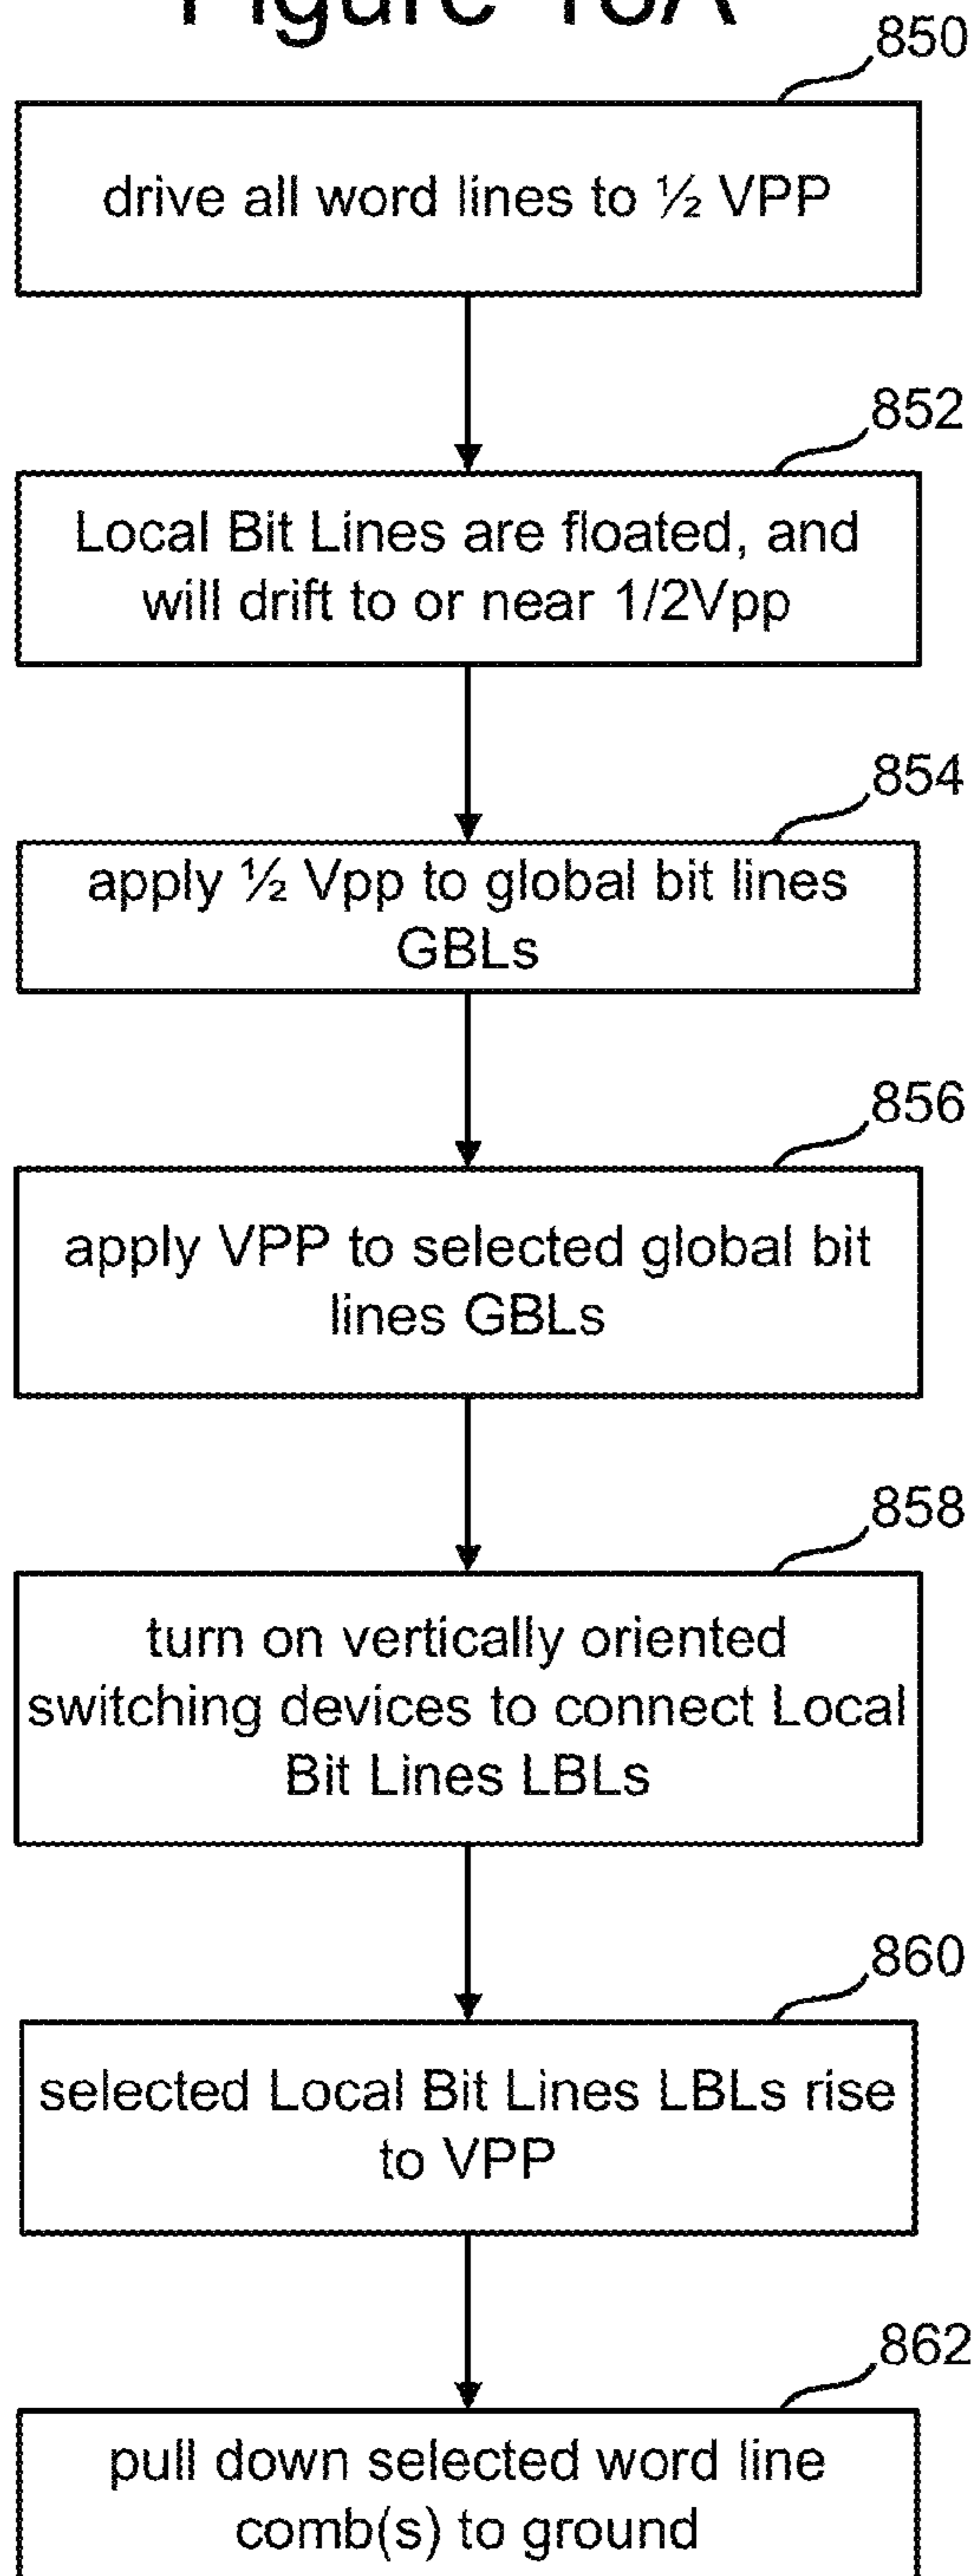 850
drive all word lines to ½ VPP
852
Local Bit Lines are floated, and
will drift to or near 1/2Vpp
854
apply ½ Vpp to global bit lines
GBLs
856
apply VPP to selected global bit
lines GBLs
858
turn on vertically oriented
switching devices to connect Local
Bit Lines LBLs
860
selected Local Bit Lines LBLs rise
to VPP
862
pull down selected word line
comb(s) to ground